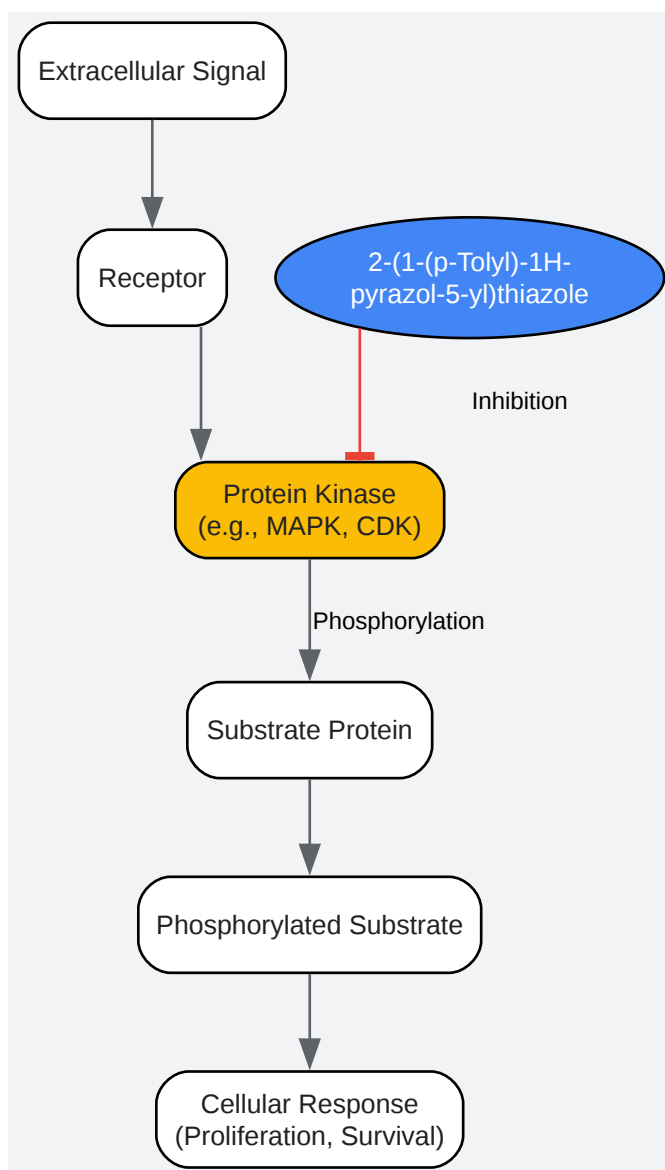 Extracellular Signal
Receptor
2-(1-(p-Tolyl)-1H-
pyrazol-5-yl)thiazole
Inhibition
Protein Kinase
(e.g., MAPK, CDK)
Phosphorylation
Substrate Protein
Phosphorylated Substrate
Cellular Response
(Proliferation, Survival)